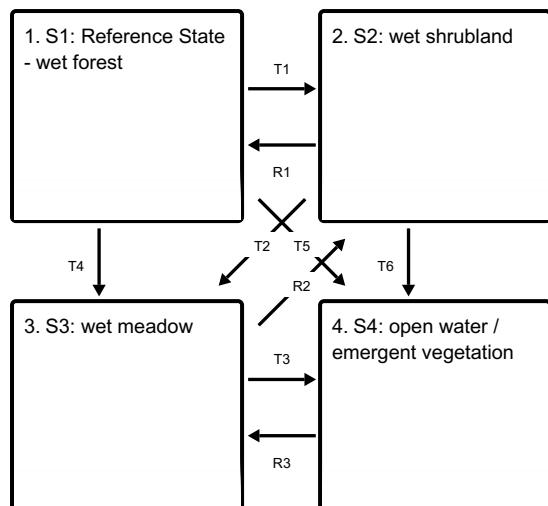 1. S1: Reference State
- wet forest
2. S2: wet shrubland
T1
R1
T4
T2
T5
R2
T6
3. S3: wet meadow
4. S4: open water /
emergent vegetation
T3
R3